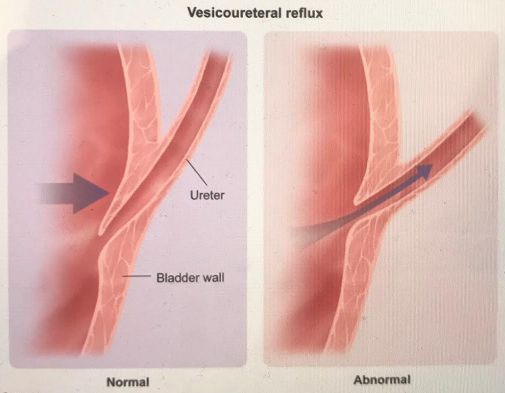 Vesicoureteral reflux
Ureter
Bladder wall
Normal
Abnormal